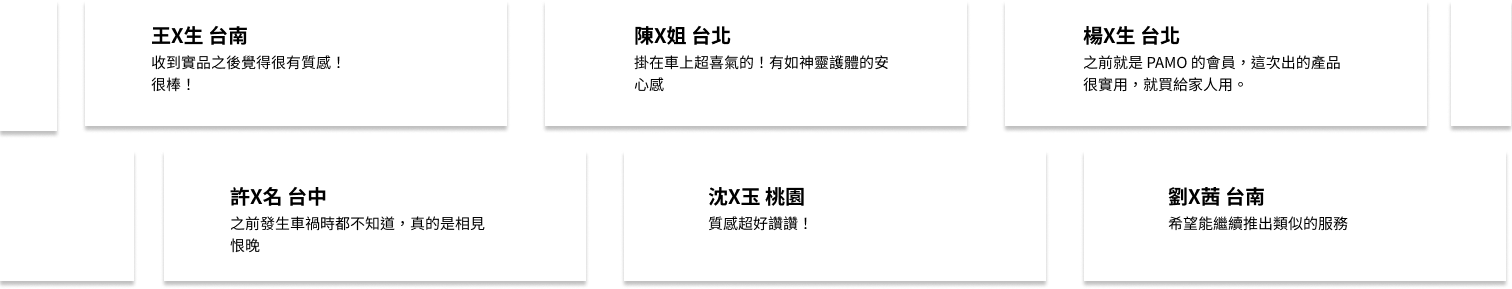 王X生 台南
收到實品之後覺得很有質感！
很棒！
陳X姐 台北
掛在車上超喜氣的！有如神靈護體的安
心感
楊X生 台北
之前就是 PAMO 的會員，這次出的產品
很實用，就買給家人用。
許X名 台中
之前發生車禍時都不知道，真的是相見
恨晚
沈X玉 桃園
質感超好讚讚！
劉X茜 台南
希望能繼續推出類似的服務